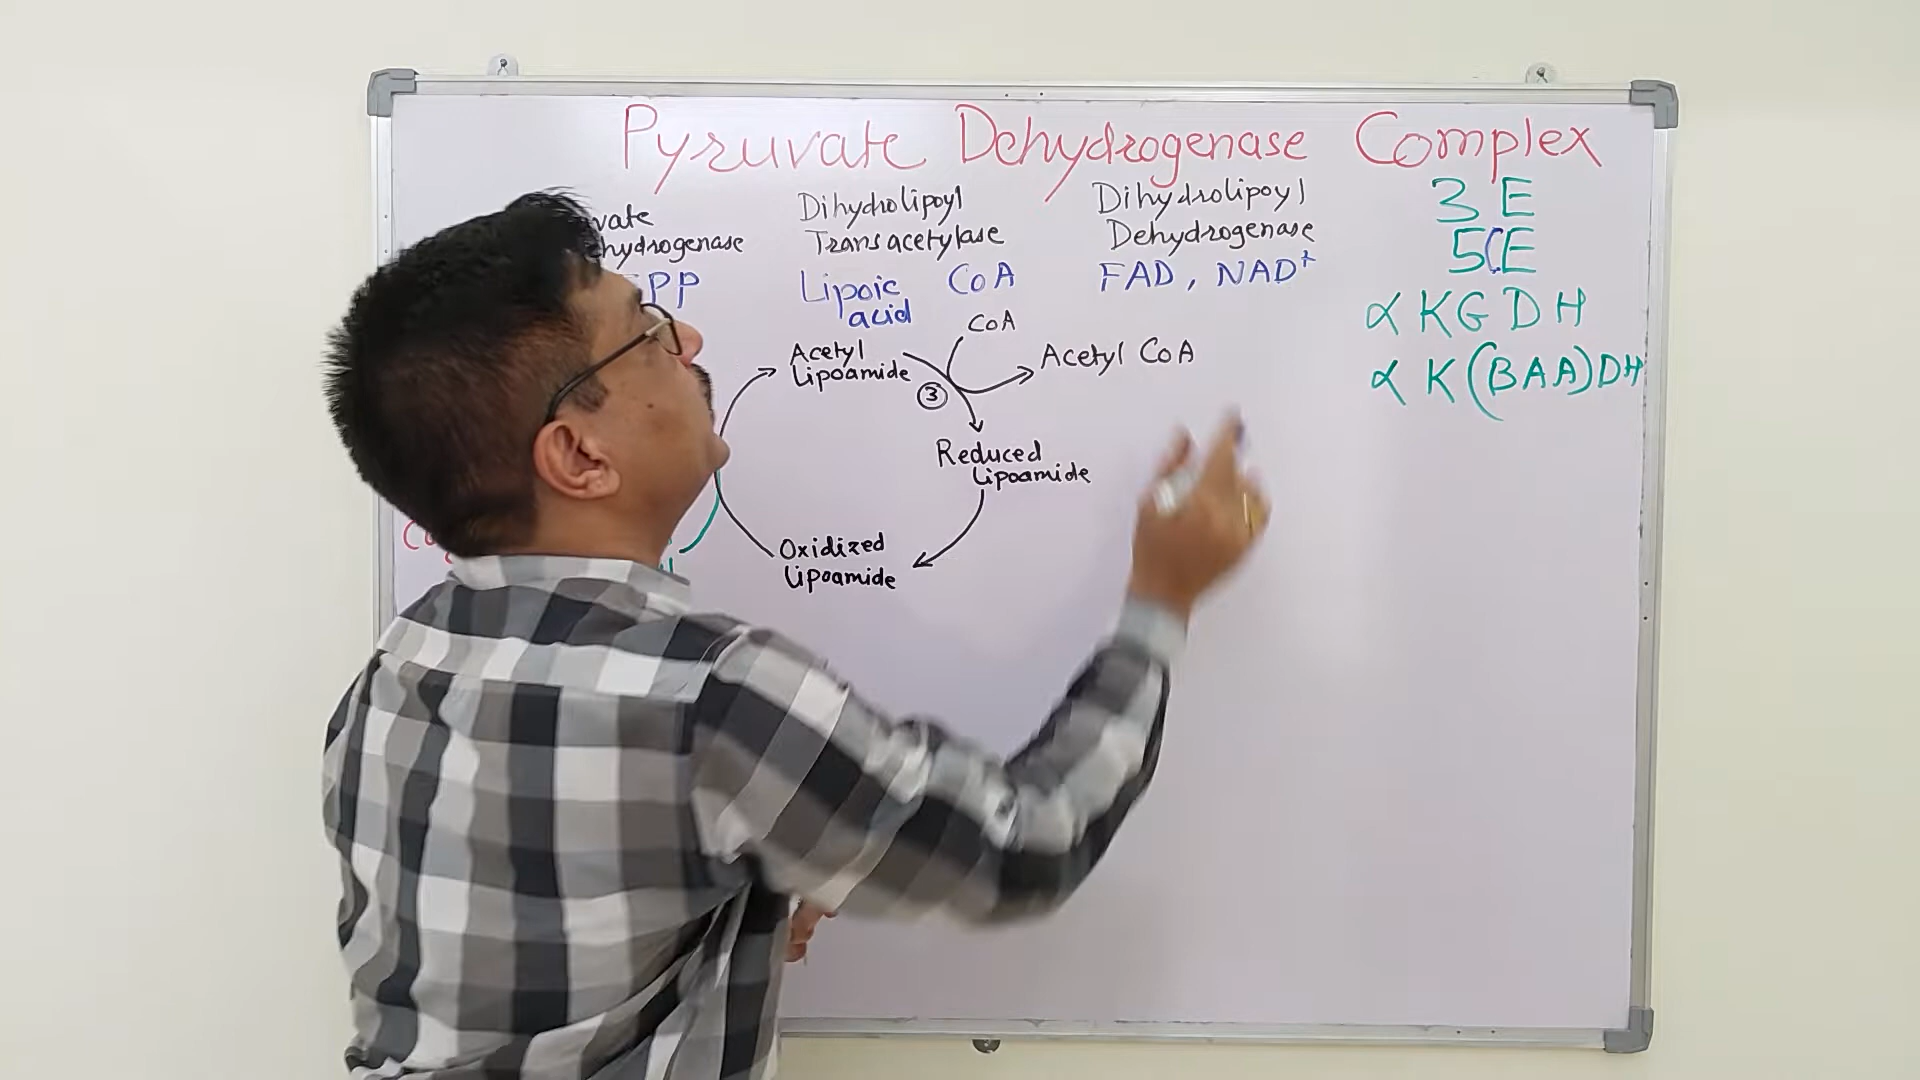 Pyruvate Dehydrogenase Complex
vate
hydrogenase
PP
Dihydrolipoyl
Transacetylase
Lipoic CoA
acid
Dihydrolipoyl
Dehydrogenase
FAD, NAD+
3 E
5CE
α KGDH
α K(BAA)DH
CoA
Acetyl
Lipoamide
Acetyl CoA
3
Reduced
Lipoamide
Oxidized
Lipoamide